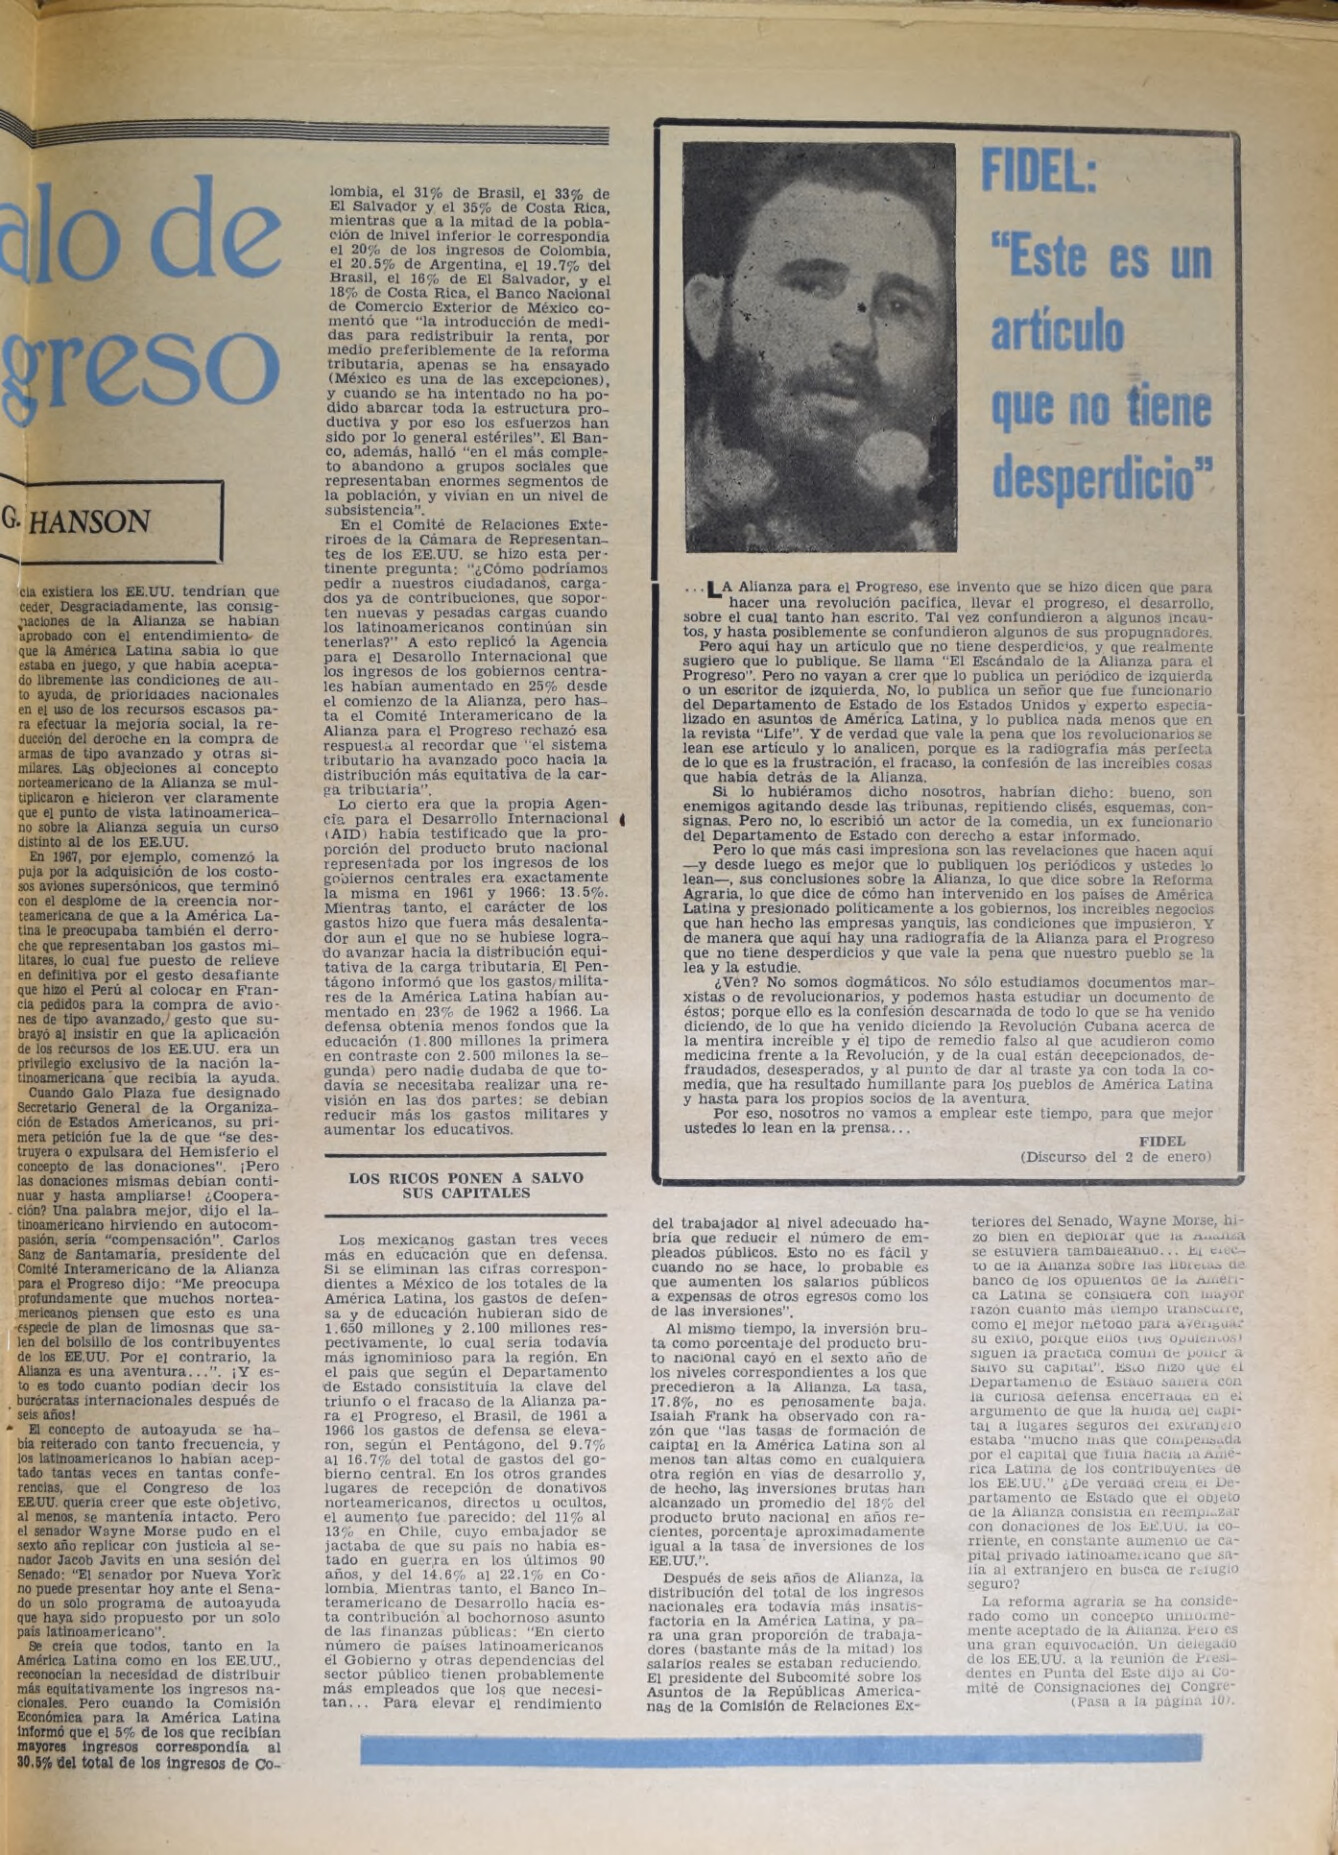 alo de
greso
G. HANSON
cia existiera los EE.UU. tendrían que
ceder. Desgraciadamente, las consig-
naciones de la Alianza se habían
aprobado con el entendimiento de
que la América Latina sabía lo que
estaba en juego, y que había acepta-
do libremente las condiciones de au-
to ayuda, de prioridades nacionales
en el uso de los recursos escasos pa-
ra efectuar la mejoría social, la re-
ducción del deroche en la compra de
armas de tipo avanzado y otras si-
milares. Las objeciones al concepto
norteamericano de la Alianza se mul-
tiplicaron e hicieron ver claramente
que el punto de vista latinoamerica-
no sobre la Alianza seguía un curso
distinto al de los EE.UU.
En 1967, por ejemplo, comenzó la
puja por la adquisición de los costo-
sos aviones supersónicos, que terminó
con el desplome de la creencia nor-
teamericana de que a la América La-
tina le preocupaba también el derro-
che que representaban los gastos mi-
litares, lo cual fue puesto de relieve
en definitiva por el gesto desafiante
que hizo el Perú al colocar en Fran-
cia pedidos para la compra de avio-
nes de tipo avanzado, gesto que su-
brayó al insistir en que la aplicación
de los recursos de los EE.UU. era un
privilegio exclusivo de la nación la-
tinoamericana que recibía la ayuda.
Cuando Galo Plaza fue designado
Secretario General de la Organiza-
ción de Estados Americanos, su pri-
mera petición fue la de que "se des-
truyera o expulsara del Hemisferio el
concepto de las donaciones". ¡Pero
las donaciones mismas debían conti-
nuar y hasta ampliarse! ¿Coopera-
ción? Una palabra mejor, dijo el la-
tinoamericano hirviendo en autocom-
pasión, sería "compensación". Carlos
Sanz de Santamaría, presidente del
Comité Interamericano de la Alianza
para el Progreso dijo: "Me preocupa
profundamente que muchos nortea-
mericanos piensen que esto es una
especie de plan de limosnas que sa-
len del bolsillo de los contribuyentes
de los EE.UU. Por el contrario, la
Alianza es una aventura...". ¡Y es-
to es todo cuanto podían decir los
burócratas internacionales después de
seis años!
El concepto de autoayuda se ha-
bía reiterado con tanto frecuencia, y
los latinoamericanos lo habían acep-
tado tantas veces en tantas confe-
rencias, que el Congreso de los
EE.UU. quería creer que este objetivo,
al menos, se mantenía intacto. Pero
el senador Wayne Morse pudo en el
sexto año replicar con justicia al se-
nador Jacob Javits en una sesión del
Senado: "El senador por Nueva York
no puede presentar hoy ante el Sena-
do un solo programa de autoayuda
que haya sido propuesto por un solo
país latinoamericano".
Se creía que todos, tanto en la
América Latina como en los EE.UU.,
reconocían la necesidad de distribuir
más equitativamente los ingresos na-
cionales. Pero cuando la Comisión
Económica para la América Latina
informó que el 5% de los que recibían
mayores ingresos correspondía al
30.5% del total de los ingresos de Co-
lombia, el 31% de Brasil, el 33% de
El Salvador y el 35% de Costa Rica,
mientras que a la mitad de la pobla-
ción de lnivel inferior le correspondía
el 20% de los ingresos de Colombia,
el 20.5% de Argentina, el 19.7% del
Brasil, el 16% de El Salvador, y el
18% de Costa Rica, el Banco Nacional
de Comercio Exterior de México co-
mentó que "la introducción de medi-
das para redistribuir la renta, por
medio preferiblemente de la reforma
tributaria, apenas se ha ensayado
(México es una de las excepciones),
y cuando se ha intentado no ha po-
dido abarcar toda la estructura pro-
ductiva y por eso los esfuerzos han
sido por lo general estériles". El Ban-
co, además, halló "en el más comple-
to abandono a grupos sociales que
representaban enormes segmentos de
la población, y vivían en un nivel de
subsistencia".
En el Comité de Relaciones Exte-
riroes de la Cámara de Representan-
tes de los EE.UU. se hizo esta per-
tinente pregunta: "¿Cómo podríamos
pedir a nuestros ciudadanos, carga-
dos ya de contribuciones, que sopor-
ten nuevas y pesadas cargas cuando
los latinoamericanos continúan sin
tenerlas?" A esto replicó la Agencia
para el Desarollo Internacional que
los ingresos de los gobiernos centra-
les habían aumentado en 25% desde
el comienzo de la Alianza, pero has-
ta el Comité Interamericano de la
Alianza para el Progreso rechazó esa
respuesta al recordar que "el sistema
tributario ha avanzado poco hacia la
distribución más equitativa de la car-
ga tributaria".
Lo cierto era que la propia Agen-
cia para el Desarrollo Internacional
(AID) había testificado que la pro-
porción del producto bruto nacional
representada por los ingresos de los
gobiernos centrales era exactamente
la misma en 1961 y 1966: 13.5%.
Mientras tanto, el carácter de los
gastos hizo que fuera más desalenta-
dor aun el que no se hubiese logra-
do avanzar hacia la distribución equi-
tativa de la carga tributaria. El Pen-
tágono informó que los gastos milita-
res de la América Latina habían au-
mentado en 23% de 1962 a 1966. La
defensa obtenía menos fondos que la
educación (1.800 millones la primera
en contraste con 2.500 milones la se-
gunda) pero nadie dudaba de que to-
davía se necesitaba realizar una re-
visión en las dos partes: se debían
reducir más los gastos militares y
aumentar los educativos.
LOS RICOS PONEN A SALVO
SUS CAPITALES
Los mexicanos gastan tres veces
más en educación que en defensa.
Si se eliminan las cifras correspon-
dientes a México de los totales de la
América Latina, los gastos de defen-
sa y de educación hubieran sido de
1.650 millones y 2.100 millones res-
pectivamente, lo cual sería todavía
más ignominioso para la región. En
el país que según el Departamento
de Estado consistituía la clave del
triunfo o el fracaso de la Alianza pa-
ra el Progreso, el Brasil, de 1961 a
1966 los gastos de defensa se eleva-
ron, según el Pentágono, del 9.7%
al 16.7% del total de gastos del go-
bierno central. En los otros grandes
lugares de recepción de donativos
norteamericanos, directos u ocultos,
el aumento fue parecido: del 11% al
13% en Chile, cuyo embajador se
jactaba de que su país no había es-
tado en guerra en los últimos 90
años, y del 14.6% al 22.1% en Co-
lombia. Mientras tanto, el Banco In-
teramericano de Desarrollo hacía es-
ta contribución al bochornoso asunto
de las finanzas públicas: "En cierto
número de países latinoamericanos
él Gobierno y otras dependencias del
sector público tienen probablemente
más empleados que los que necesi-
tan... Para elevar el rendimiento
FIDEL:
"Este es un
artículo
que no tiene
desperdicio"
...LA Alianza para el Progreso, ese invento que se hizo dicen que para
hacer una revolución pacífica, llevar el progreso, el desarrollo,
sobre el cual tanto han escrito. Tal vez confundieron a algunos incau-
tos, y hasta posiblemente se confundieron algunos de sus propugnadores.
Pero aquí hay un artículo que no tiene desperdicios, y que realmente
sugiero que lo publique. Se llama "El Escándalo de la Alianza para el
Progreso". Pero no vayan a crer que lo publica un periódico de izquierda
o un escritor de izquierda. No, lo publica un señor que fue funcionario
del Departamento de Estado de los Estados Unidos y experto especia-
lizado en asuntos de América Latina, y lo publica nada menos que en
la revista "Life". Y de verdad que vale la pena que los revolucionarios se
lean ese artículo y lo analicen, porque es la radiografía más perfecta
de lo que es la frustración, el fracaso, la confesión de las increíbles cosas
que había detrás de la Alianza.
Si lo hubiéramos dicho nosotros, habrían dicho: bueno, son
enemigos agitando desde las tribunas, repitiendo clisés, esquemas, con-
signas. Pero no, lo escribió un actor de la comedia, un ex funcionario
del Departamento de Estado con derecho a estar informado.
Pero lo que más casi impresiona son las revelaciones que hacen aquí
—y desde luego es mejor que lo publiquen los periódicos y ustedes lo
lean—, sus conclusiones sobre la Alianza, lo que dice sobre la Reforma
Agraria, lo que dice de cómo han intervenido en los países de América
Latina y presionado políticamente a los gobiernos, los increíbles negocios
que han hecho las empresas yanquis, las condiciones que impusieron. Y
de manera que aquí hay una radiografía de la Alianza para el Progreso
que no tiene desperdicios y que vale la pena que nuestro pueblo se la
lea y la estudie.
¿Ven? No somos dogmáticos. No sólo estudiamos documentos mar-
xistas o de revolucionarios, y podemos hasta estudiar un documento de
éstos; porque ello es la confesión descarnada de todo lo que se ha venido
diciendo, de lo que ha venido diciendo la Revolución Cubana acerca de
la mentira increíble y el tipo de remedio falso al que acudieron como
medicina frente a la Revolución, y de la cual están decepcionados, de-
fraudados, desesperados, y al punto de dar al traste ya con toda la co-
media, que ha resultado humillante para los pueblos de América Latina
y hasta para los propios socios de la aventura.
Por eso, nosotros no vamos a emplear este tiempo, para que mejor
ustedes lo lean en la prensa...
FIDEL
(Discurso del 2 de enero)
del trabajador al nivel adecuado ha-
bría que reducir el número de em-
pleados públicos. Esto no es fácil y
cuando no se hace, lo probable es
que aumenten los salarios públicos
a expensas de otros egresos como los
de las inversiones".
Al mismo tiempo, la inversión bru-
ta como porcentaje del producto bru-
to nacional cayó en el sexto año de
los niveles correspondientes a los que
precedieron a la Alianza. La tasa,
17.8%, no es penosamente baja.
Isaiah Frank ha observado con ra-
zón que "las tasas de formación de
caiptal en la América Latina son al
menos tan altas como en cualquiera
otra región en vías de desarrollo y,
de hecho, las inversiones brutas han
alcanzado un promedio del 18% del
producto bruto nacional en años re-
cientes, porcentaje aproximadamente
igual a la tasa de inversiones de los
EE.UU.".
Después de seis años de Alianza, la
distribución del total de los ingresos
nacionales era todavía más insatis-
factoria en la América Latina, y pa-
ra una gran proporción de trabaja-
dores (bastante más de la mitad) los
salarios reales se estaban reduciendo.
El presidente del Subcomité sobre los
Asuntos de la Repúblicas America-
nas de la Comisión de Relaciones Ex-
teriores del Senado, Wayne Morse, hi-
zo bien en deplorar que la Alianza
se estuviera tambaleando... El efec-
to de la Alianza sobre las libretas de
banco de los opulentos de la Améri-
ca Latina se considera con mayor
razón cuanto más tiempo transcurre,
como el mejor método para averiguar
su éxito, porque ellos (los opulentos)
siguen la práctica común de poner a
salvo su capital". Esto hizo que el
Departamento de Estado saliera con
la curiosa defensa encerrada en el
argumento de que la huida del capi-
tal a lugares seguros del extranjero
estaba "mucho más que compensada
por el capital que fluía hacia la Amé-
rica Latina de los contribuyentes de
los EE.UU." ¿De verdad creía el De-
partamento de Estado que el objeto
de la Alianza consistía en reemplazar
con donaciones de los EE.UU. la co-
rriente, en constante aumento de ca-
pital privado latinoamericano que sa-
lía al extranjero en busca de refugio
seguro?
La reforma agraria se ha conside-
rado como un concepto unniorme-
mente aceptado de la Alianza. Pero es
una gran equivocación. Un delegado
de los EE.UU. a la reunión de Presi-
dentes en Punta del Este dijo al Co-
mité de Consignaciones del Congre-
(Pasa a la página 10).